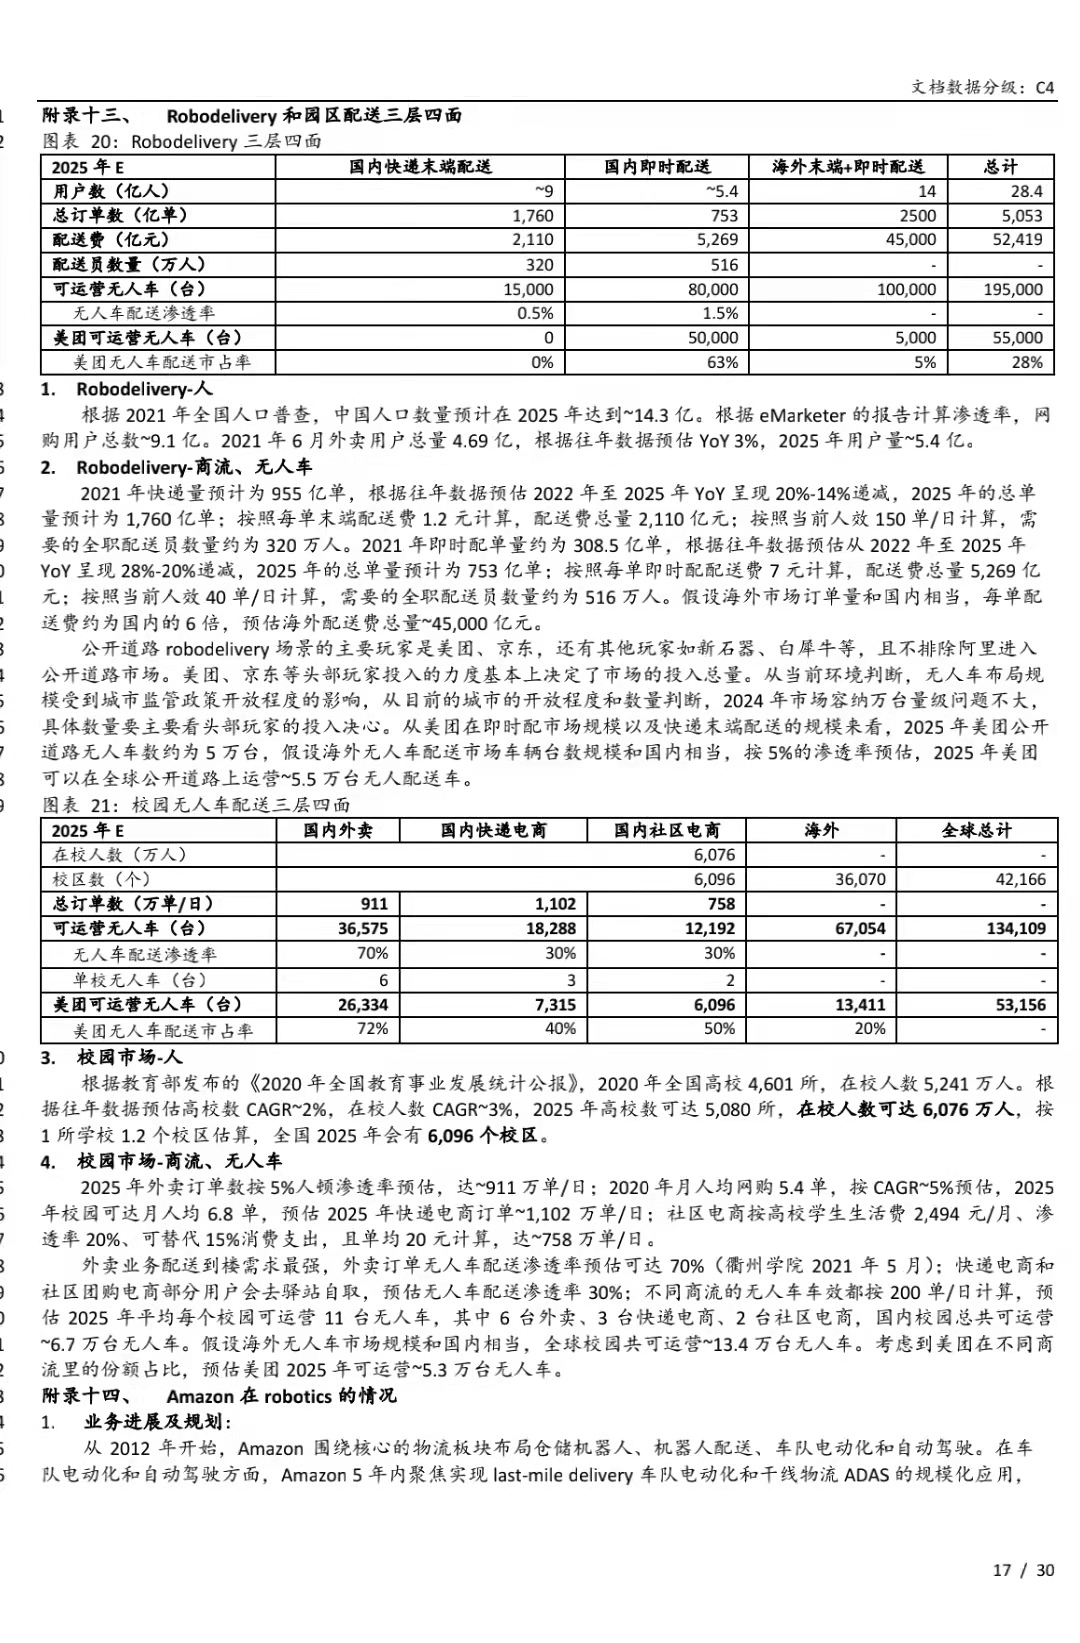 文档数据分级：C4
附录十三、 Robodelivery 和园区配送三层四面
图表 20：Robodelivery 三层四面
2025 年 E 国内快递末端配送 国内即时配送 海外末端+即时配送 总计
用户数（亿人） ~9 ~5.4 14 28.4
总订单数（亿单） 1,760 753 2500 5,053
配送费（亿元） 2,110 5,269 45,000 52,419
配送员数量（万人） 320 516 - -
可运营无人车（台） 15,000 80,000 100,000 195,000
无人车配送渗透率 0.5% 1.5% - -
美团可运营无人车（台） 0 50,000 5,000 55,000
美团无人车配送市占率 0% 63% 5% 28%
1. Robodelivery-人
根据 2021 年全国人口普查，中国人口数量预计在 2025 年达到~14.3 亿。根据 eMarketer 的报告计算渗透率，网
购用户总数~9.1 亿。2021 年 6 月外卖用户总量 4.69 亿，根据往年数据预估 YoY 3%，2025 年用户量~5.4 亿。
2. Robodelivery-商流、无人车
2021 年快递量预计为 955 亿单，根据往年数据预估 2022 年至 2025 年 YoY 呈现 20%-14%递减，2025 年的总单
量预计为 1,760 亿单；按照每单末端配送费 1.2 元计算，配送费总量 2,110 亿元；按照当前人效 150 单/日计算，需
要的全职配送员数量约为 320 万人。2021 年即时配单量约为 308.5 亿单，根据往年数据预估从 2022 年至 2025 年
YoY 呈现 28%-20%递减，2025 年的总单量预计为 753 亿单；按照每单即时配配送费 7 元计算，配送费总量 5,269 亿
元；按照当前人效 40 单/日计算，需要的全职配送员数量约为 516 万人。假设海外市场订单量和国内相当，每单配
送费约为国内的 6 倍，预估海外配送费总量~45,000 亿元。
公开道路 robodelivery 场景的主要玩家是美团、京东，还有其他玩家如新石器、白犀牛等，且不排除阿里进入
公开道路市场。美团、京东等头部玩家投入的力度基本上决定了市场的投入总量。从当前环境判断，无人车布局规
模受到城市监管政策开放程度的影响，从目前的城市的开放程度和数量判断，2024 年市场容纳万台量级问题不大，
具体数量要主要看头部玩家的投入决心。从美团在即时配市场规模以及快递末端配送的规模来看，2025 年美团公开
道路无人车数约为 5 万台，假设海外无人车配送市场车辆台数规模和国内相当，按 5%的渗透率预估，2025 年美团
可以在全球公开道路上运营~5.5 万台无人配送车。
图表 21：校园无人车配送三层四面
2025 年 E 国内外卖 国内快递电商 国内社区电商 海外 全球总计
在校人数（万人） 6,076 - -
校区数（个） 6,096 36,070 42,166
总订单数（万单/日） 911 1,102 758 - -
可运营无人车（台） 36,575 18,288 12,192 67,054 134,109
无人车配送渗透率 70% 30% 30% - -
单校无人车（台） 6 3 2 - -
美团可运营无人车（台） 26,334 7,315 6,096 13,411 53,156
美团无人车配送市占率 72% 40% 50% 20% -
3. 校园市场-人
根据教育部发布的《2020 年全国教育事业发展统计公报》，2020 年全国高校 4,601 所，在校人数 5,241 万人。根
据往年数据预估高校数 CAGR~2%，在校人数 CAGR~3%，2025 年高校数可达 5,080 所，在校人数可达 6,076 万人，按
1 所学校 1.2 个校区估算，全国 2025 年会有 6,096 个校区。
4. 校园市场-商流、无人车
2025 年外卖订单数按 5%人顿渗透率预估，达~911 万单/日；2020 年月人均网购 5.4 单，按 CAGR~5%预估，2025
年校园可达月人均 6.8 单，预估 2025 年快递电商订单~1,102 万单/日；社区电商按高校学生生活费 2,494 元/月、渗
透率 20%、可替代 15%消费支出，且单均 20 元计算，达~758 万单/日。
外卖业务配送到楼需求最强，外卖订单无人车配送渗透率预估可达 70%（衢州学院 2021 年 5 月）；快递电商和
社区团购电商部分用户会去驿站自取，预估无人车配送渗透率 30%；不同商流的无人车车效都按 200 单/日计算，预
估 2025 年平均每个校园可运营 11 台无人车，其中 6 台外卖、3 台快递电商、2 台社区电商，国内校园总共可运营
~6.7 万台无人车。假设海外无人车市场规模和国内相当，全球校园共可运营~13.4 万台无人车。考虑到美团在不同商
流里的份额占比，预估美团 2025 年可运营~5.3 万台无人车。
附录十四、 Amazon 在 robotics 的情况
1. 业务进展及规划：
从 2012 年开始，Amazon 围绕核心的物流板块布局仓储机器人、机器人配送、车队电动化和自动驾驶。在车
队电动化和自动驾驶方面，Amazon 5 年内聚焦实现 last-mile delivery 车队电动化和干线物流 ADAS 的规模化应用，
17 / 30